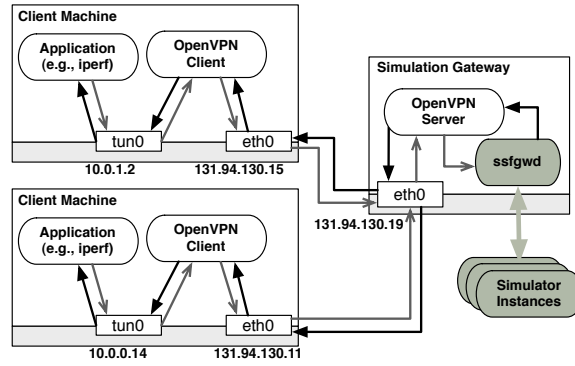 Client Machine
Application
(e.g., iperf)
OpenVPN
Client
tun0
eth0
10.0.1.2
131.94.130.15
Client Machine
Application
(e.g., iperf)
OpenVPN
Client
tun0
eth0
10.0.0.14
131.94.130.11
Simulation Gateway
OpenVPN
Server
ssfgwd
eth0
131.94.130.19
Simulator
Instances